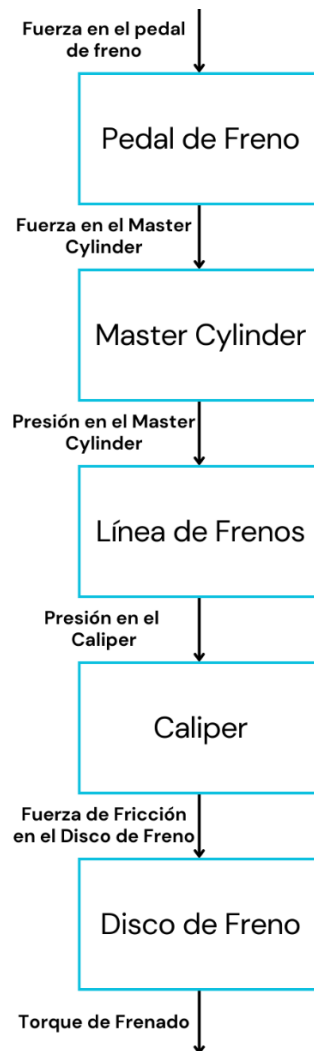 Fuerza en el pedal
de freno
Pedal de Freno
Fuerza en el Master
Cylinder
Master Cylinder
Presión en el Master
Cylinder
Línea de Frenos
Presión en el
Caliper
Caliper
Fuerza de Fricción
en el Disco de Freno
Disco de Freno
Torque de Frenado